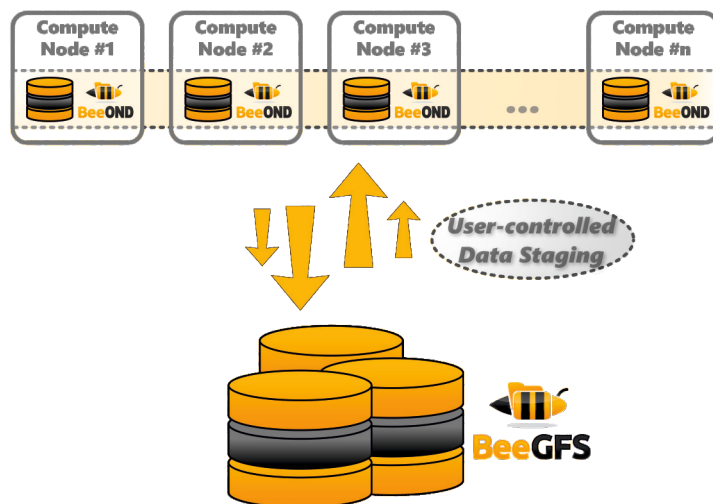 Compute
Node #1
Compute
Node #2
Compute
Node #3
Compute
Node #n
BeeOND
BeeOND
BeeOND
...
BeeOND
User-controlled
Data Staging
BeeGFS